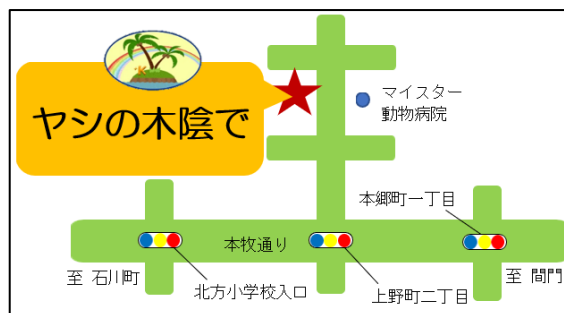 ヤシの木陰で
マイスター
動物病院
本郷町一丁目
本牧通り
至 石川町
北方小学校入口
上野町二丁目
至 間門